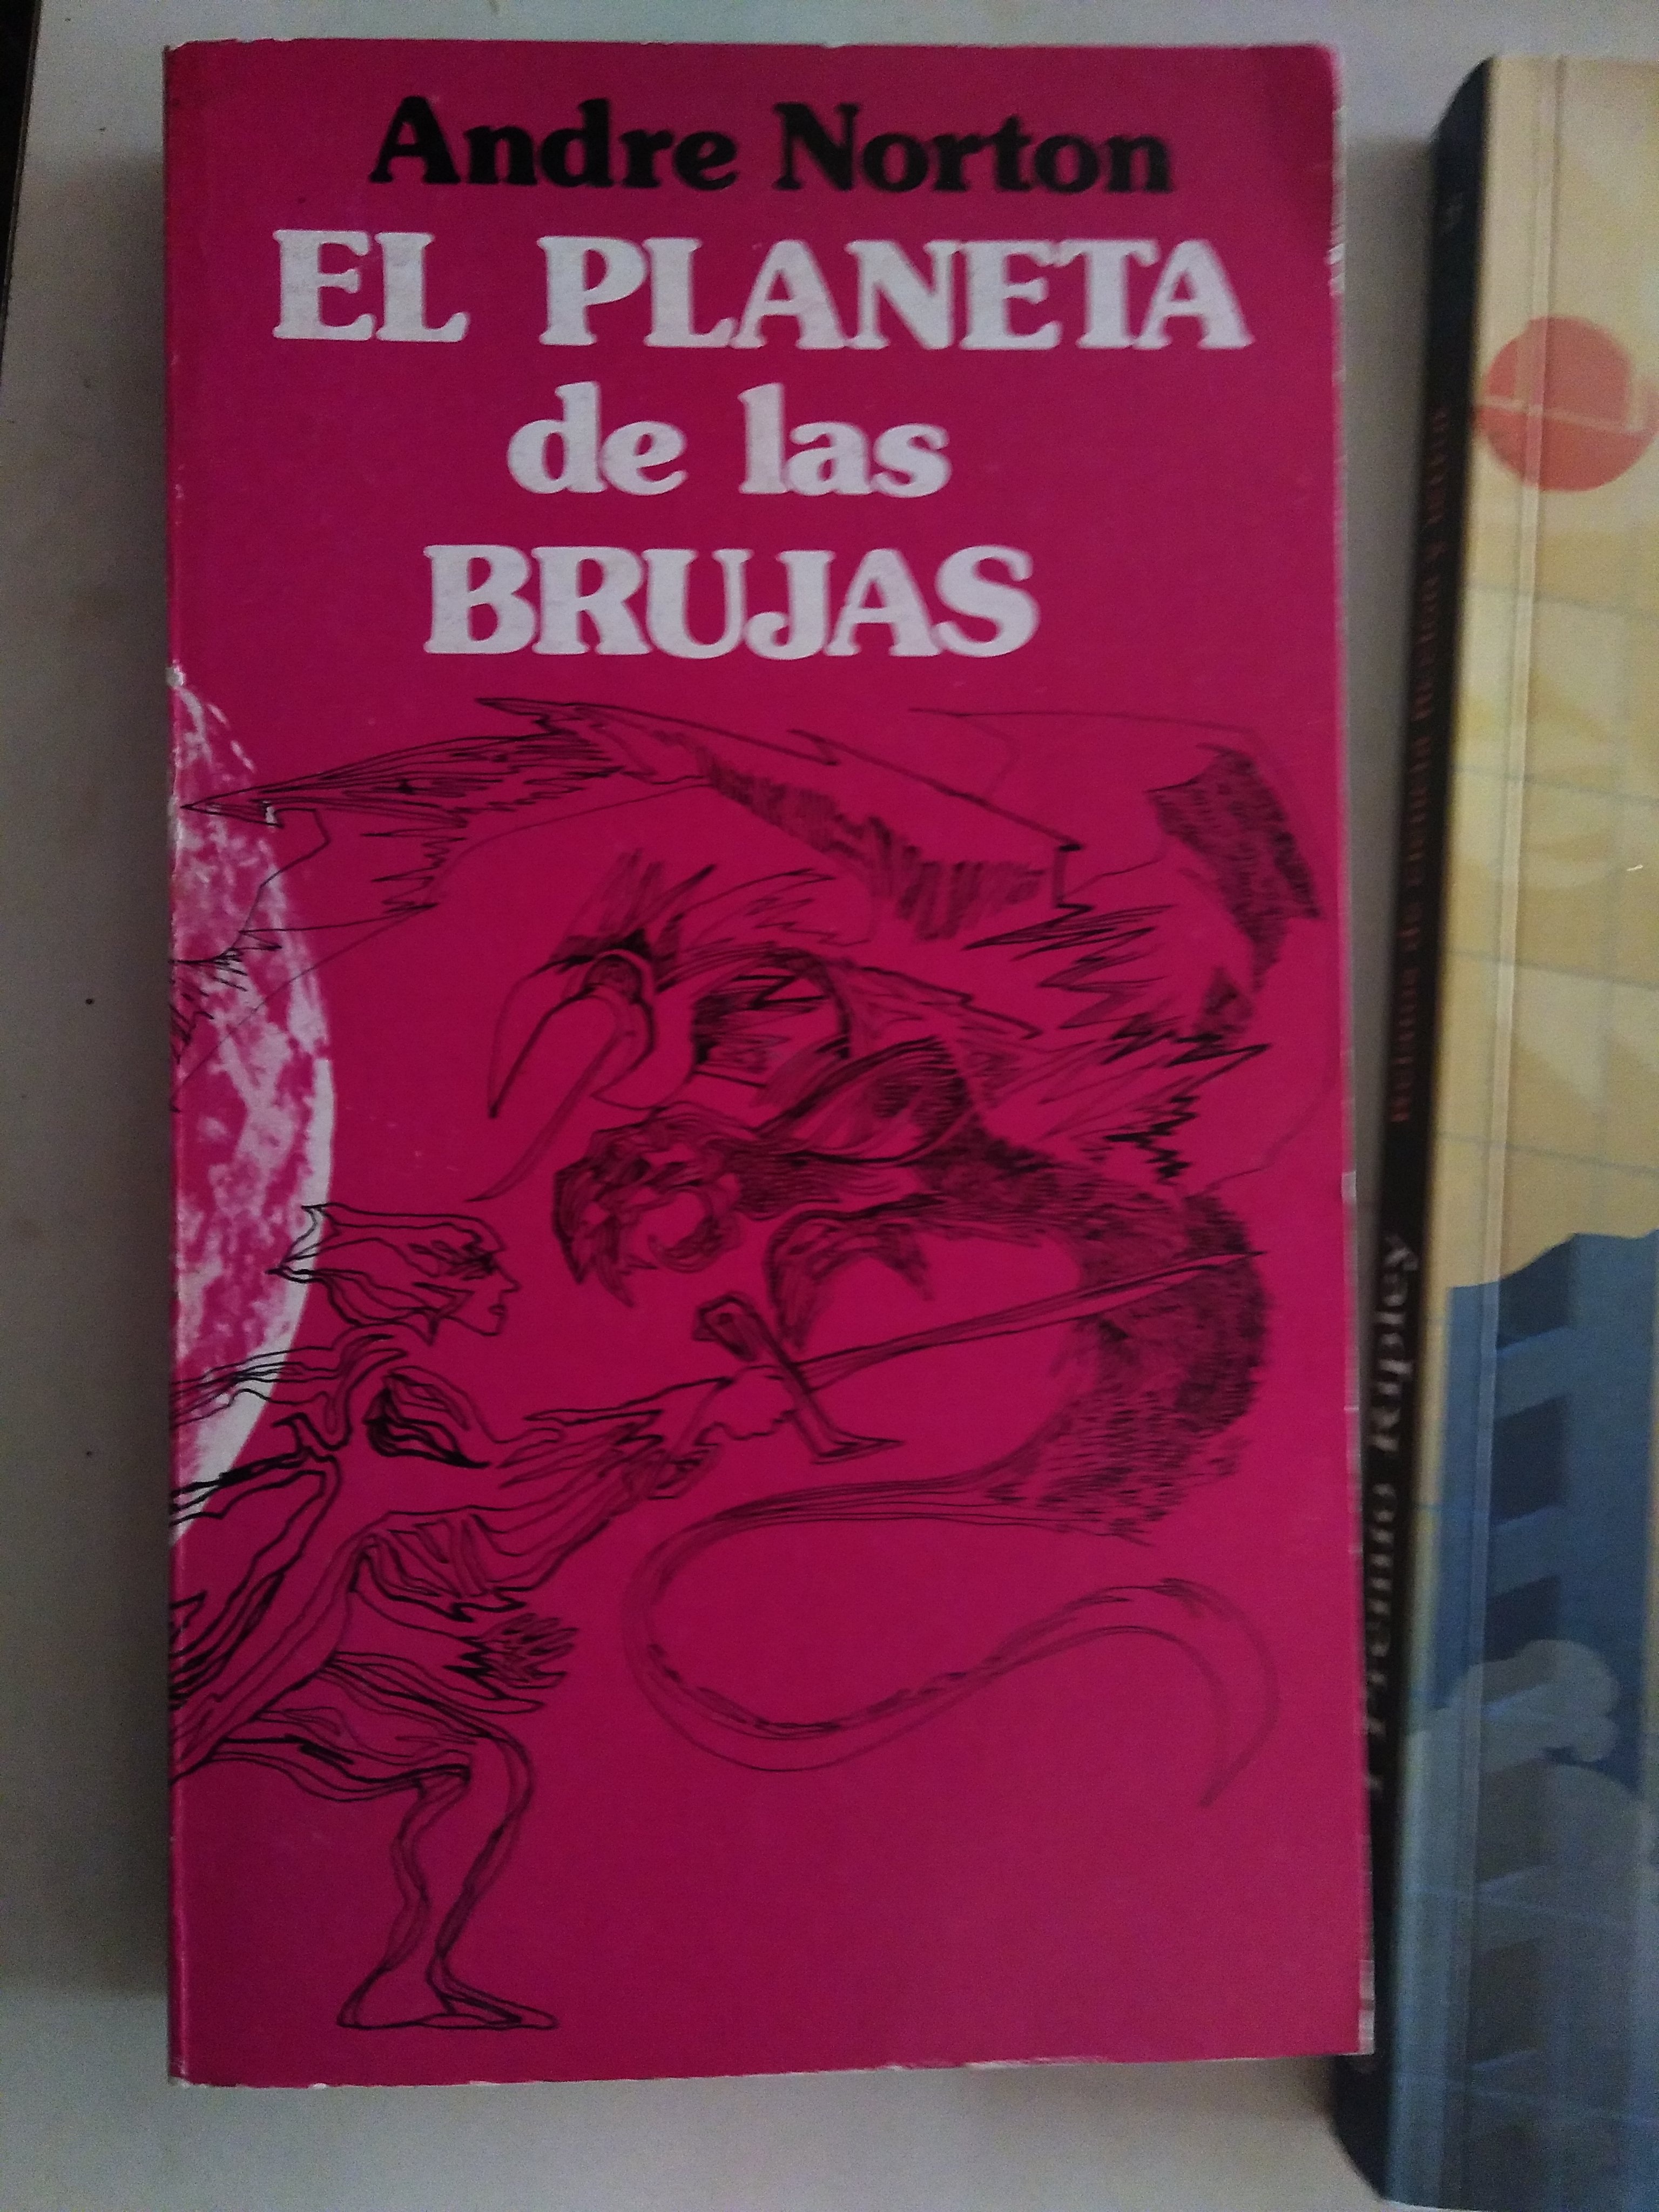 Andre Norton
EL PLANETA
de las
BRUJAS
Ripley